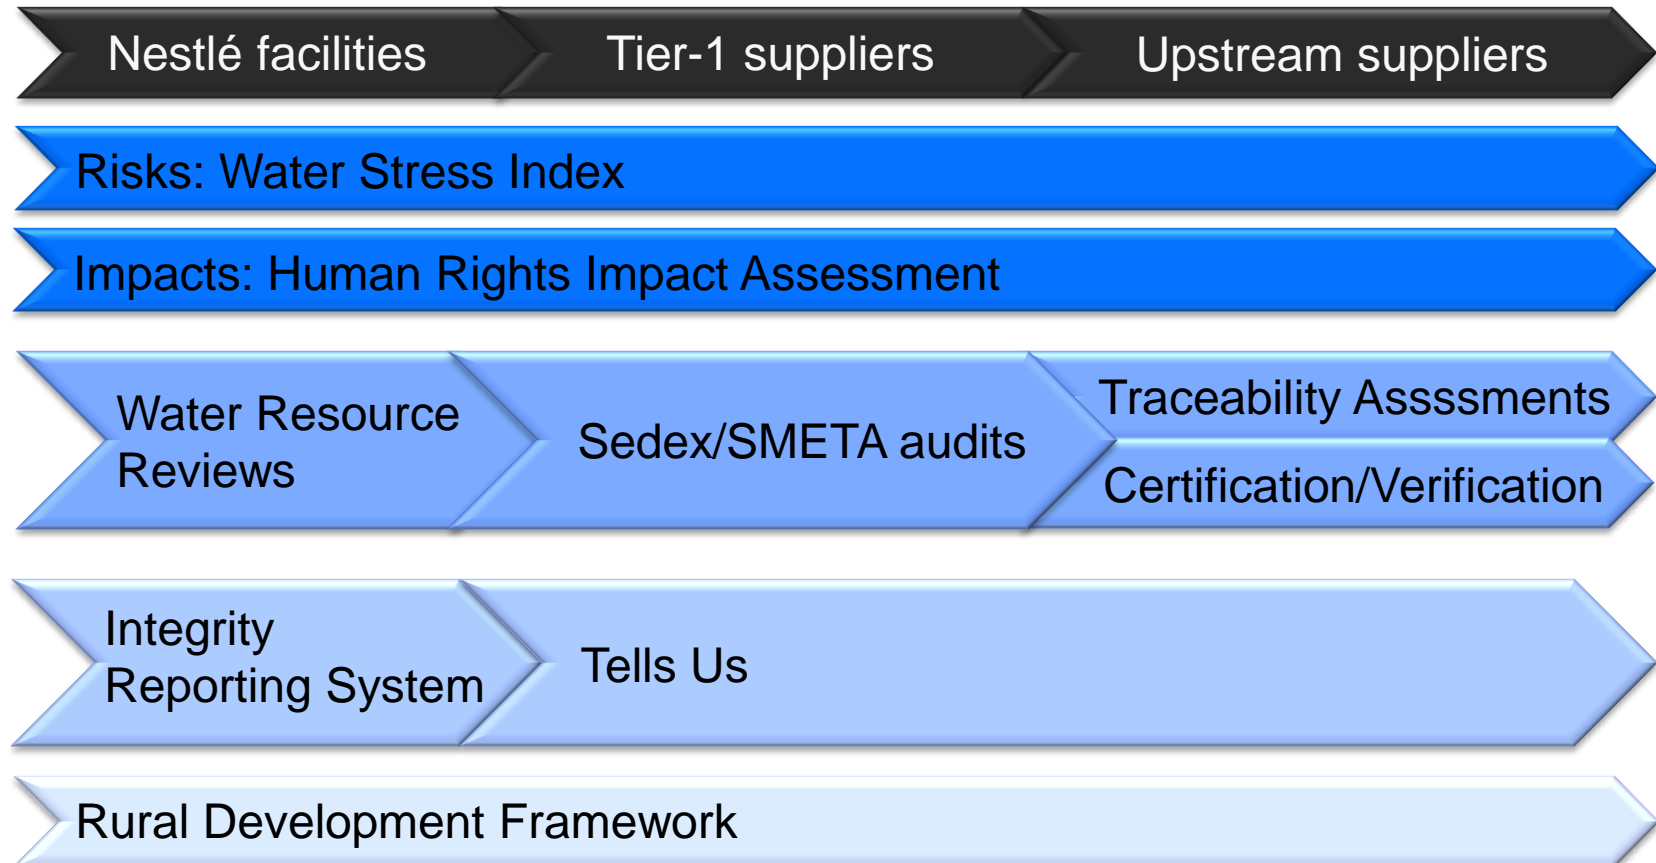 Nestlé facilities
Tier-1 suppliers
Upstream suppliers
Risks: Water Stress Index
Impacts: Human Rights Impact Assessment
Water Resource
Reviews
Sedex/SMETA audits
Traceability Assssments
Certification/Verification
Integrity
Reporting System
Tells Us
Rural Development Framework